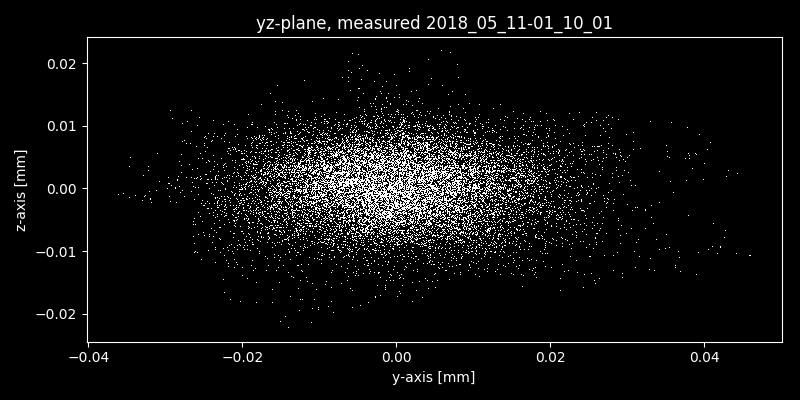 yz-plane, measured 2018_05_11-01_10_01
0.02
0.01
0.00
−0.01
−0.02
z-axis [mm]
−0.04 −0.02 0.00 0.02 0.04
y-axis [mm]